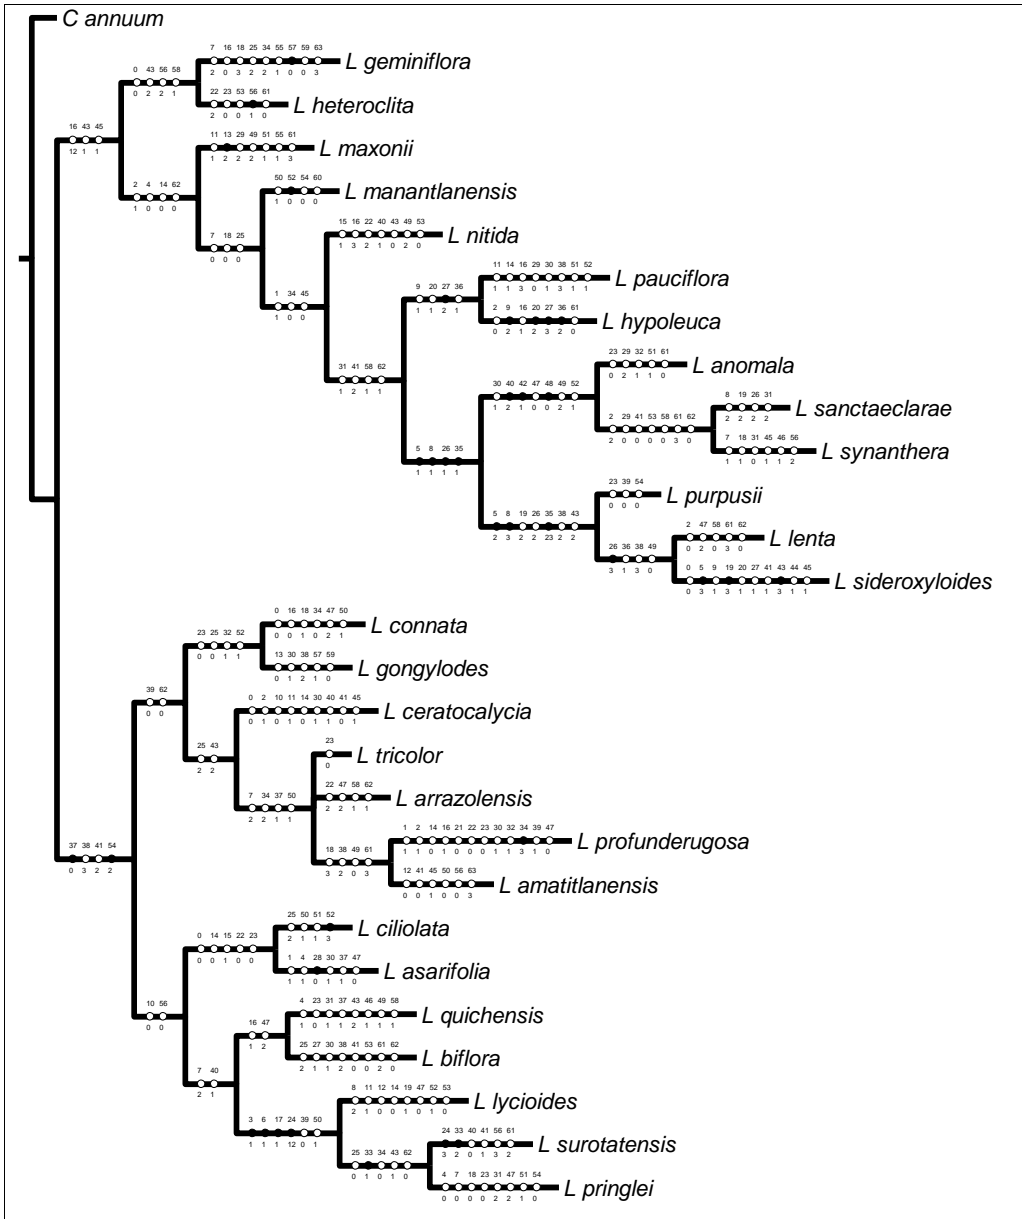 C annuum
7 16 18 25 34 55 57 59 63
L geminiflora
2 0 3 2 2 1 0 0 3
0 43 56 58
0 2 2 1
22 23 53 56 61
L heteroclita
2 0 0 1 0
16 43 45
12 1 1
11 13 29 49 51 55 61
L maxonii
1 2 2 2 1 1 3
2 4 14 62
1 0 0 0
50 52 54 60
L manantlanensis
1 0 0 0
7 18 25
0 0 0
15 16 22 40 43 49 53
L nitida
1 3 2 1 0 2 0
1 34 45
1 0 0
11 14 16 29 30 38 51 52
L pauciflora
1 1 3 0 1 3 1 1
9 20 27 36
1 1 2 1
2 9 16 20 27 36 61
L hypoleuca
0 2 1 2 3 2 0
31 41 58 62
1 2 1 1
23 29 32 51 61
L anomala
0 2 1 1 0
30 40 42 47 48 49 52
1 2 1 0 0 2 1
8 19 26 31
L sanctaeclarae
2 2 2 2
2 29 41 53 58 61 62
2 0 0 0 0 3 0
7 18 31 45 46 56
L synanthera
1 1 0 1 1 2
5 8 26 35
1 1 1 1
23 39 54
L purpusii
0 0 0
5 8 19 26 35 38 43
2 3 2 2 23 2 2
2 47 58 61 62
L lenta
0 2 0 3 0
26 36 38 49
3 1 3 0
0 5 9 19 20 27 41 43 44 45
L sideroxyloides
0 3 1 3 1 1 1 3 1 1
0 16 18 34 47 50
L connata
0 0 1 0 2 1
23 25 32 52
0 0 1 1
13 30 38 57 59
L gongylodes
0 1 2 1 0
39 62
0 0
0 2 10 11 14 30 40 41 45
L ceratocalycia
0 1 0 1 0 1 1 0 1
25 43
2 2
23
L tricolor
0
7 34 37 50
2 2 1 1
22 47 58 62
L arrazolensis
2 2 1 1
1 2 14 16 21 22 23 30 32 34 39 47
L profunderugosa
1 1 0 1 0 0 0 1 1 3 1 0
18 38 49 61
3 2 0 3
12 41 45 50 56 63
L amatitlanensis
0 0 1 0 0 3
37 38 41 54
0 3 2 2
25 50 51 52
L ciliolata
2 1 1 3
0 14 15 22 23
0 0 1 0 0
1 4 28 30 37 47
L asarifolia
1 1 0 1 1 0
10 56
0 0
4 23 31 37 43 46 49 58
L quichensis
1 0 1 1 2 1 1 1
16 47
1 2
25 27 30 38 41 53 61 62
L biflora
2 1 1 2 0 0 2 0
7 40
2 1
8 11 12 14 19 47 52 53
L lycioides
2 1 0 0 1 0 1 0
3 6 17 24 39 50
1 1 1 12 0 1
24 33 40 41 56 61
L surotatensis
3 2 0 1 3 2
25 33 34 43 62
0 1 0 1 0
4 7 18 23 31 47 51 54
L pringlei
0 0 0 0 2 2 1 0